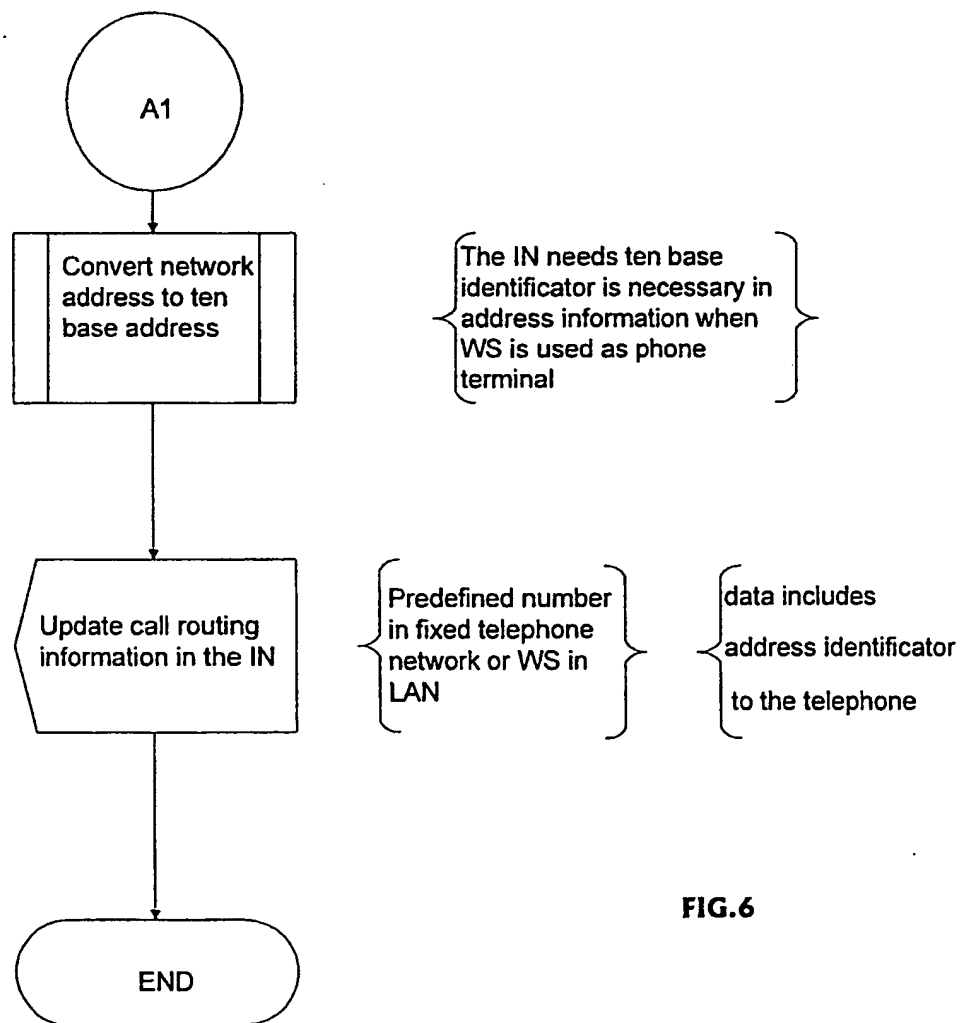 A1
Convert network
address to ten
base address
The IN needs ten base
identificator is necessary in
address information when
WS is used as phone
terminal
Update call routing
information in the IN
Predefined number
in fixed telephone
network or WS in
LAN
data includes
address identificator
to the telephone
FIG.6
END